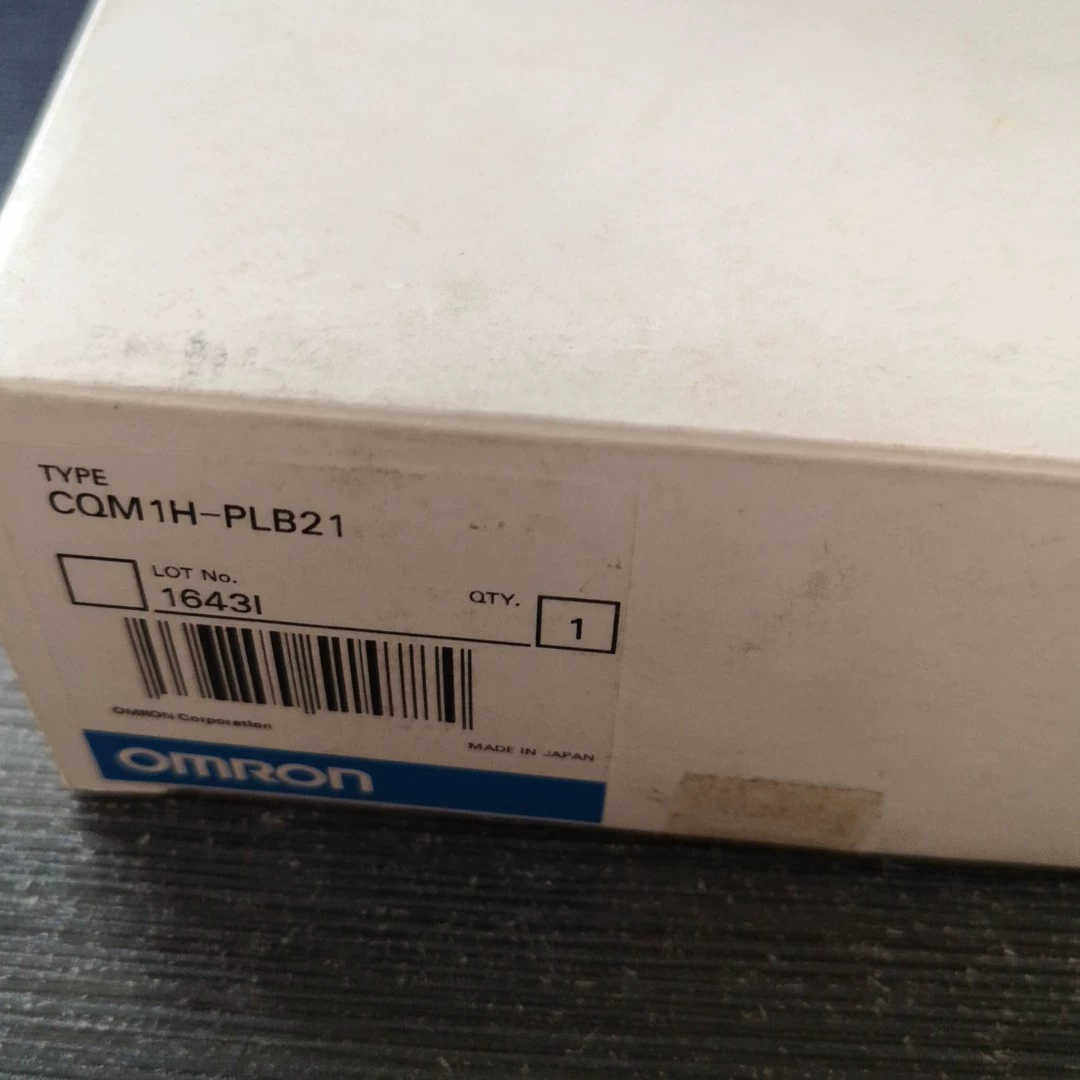 TYPE
CQM1H-PLB21
LOT No.
1643I
QTY.
1
OMRON Corporation
MADE IN JAPAN
OMRON